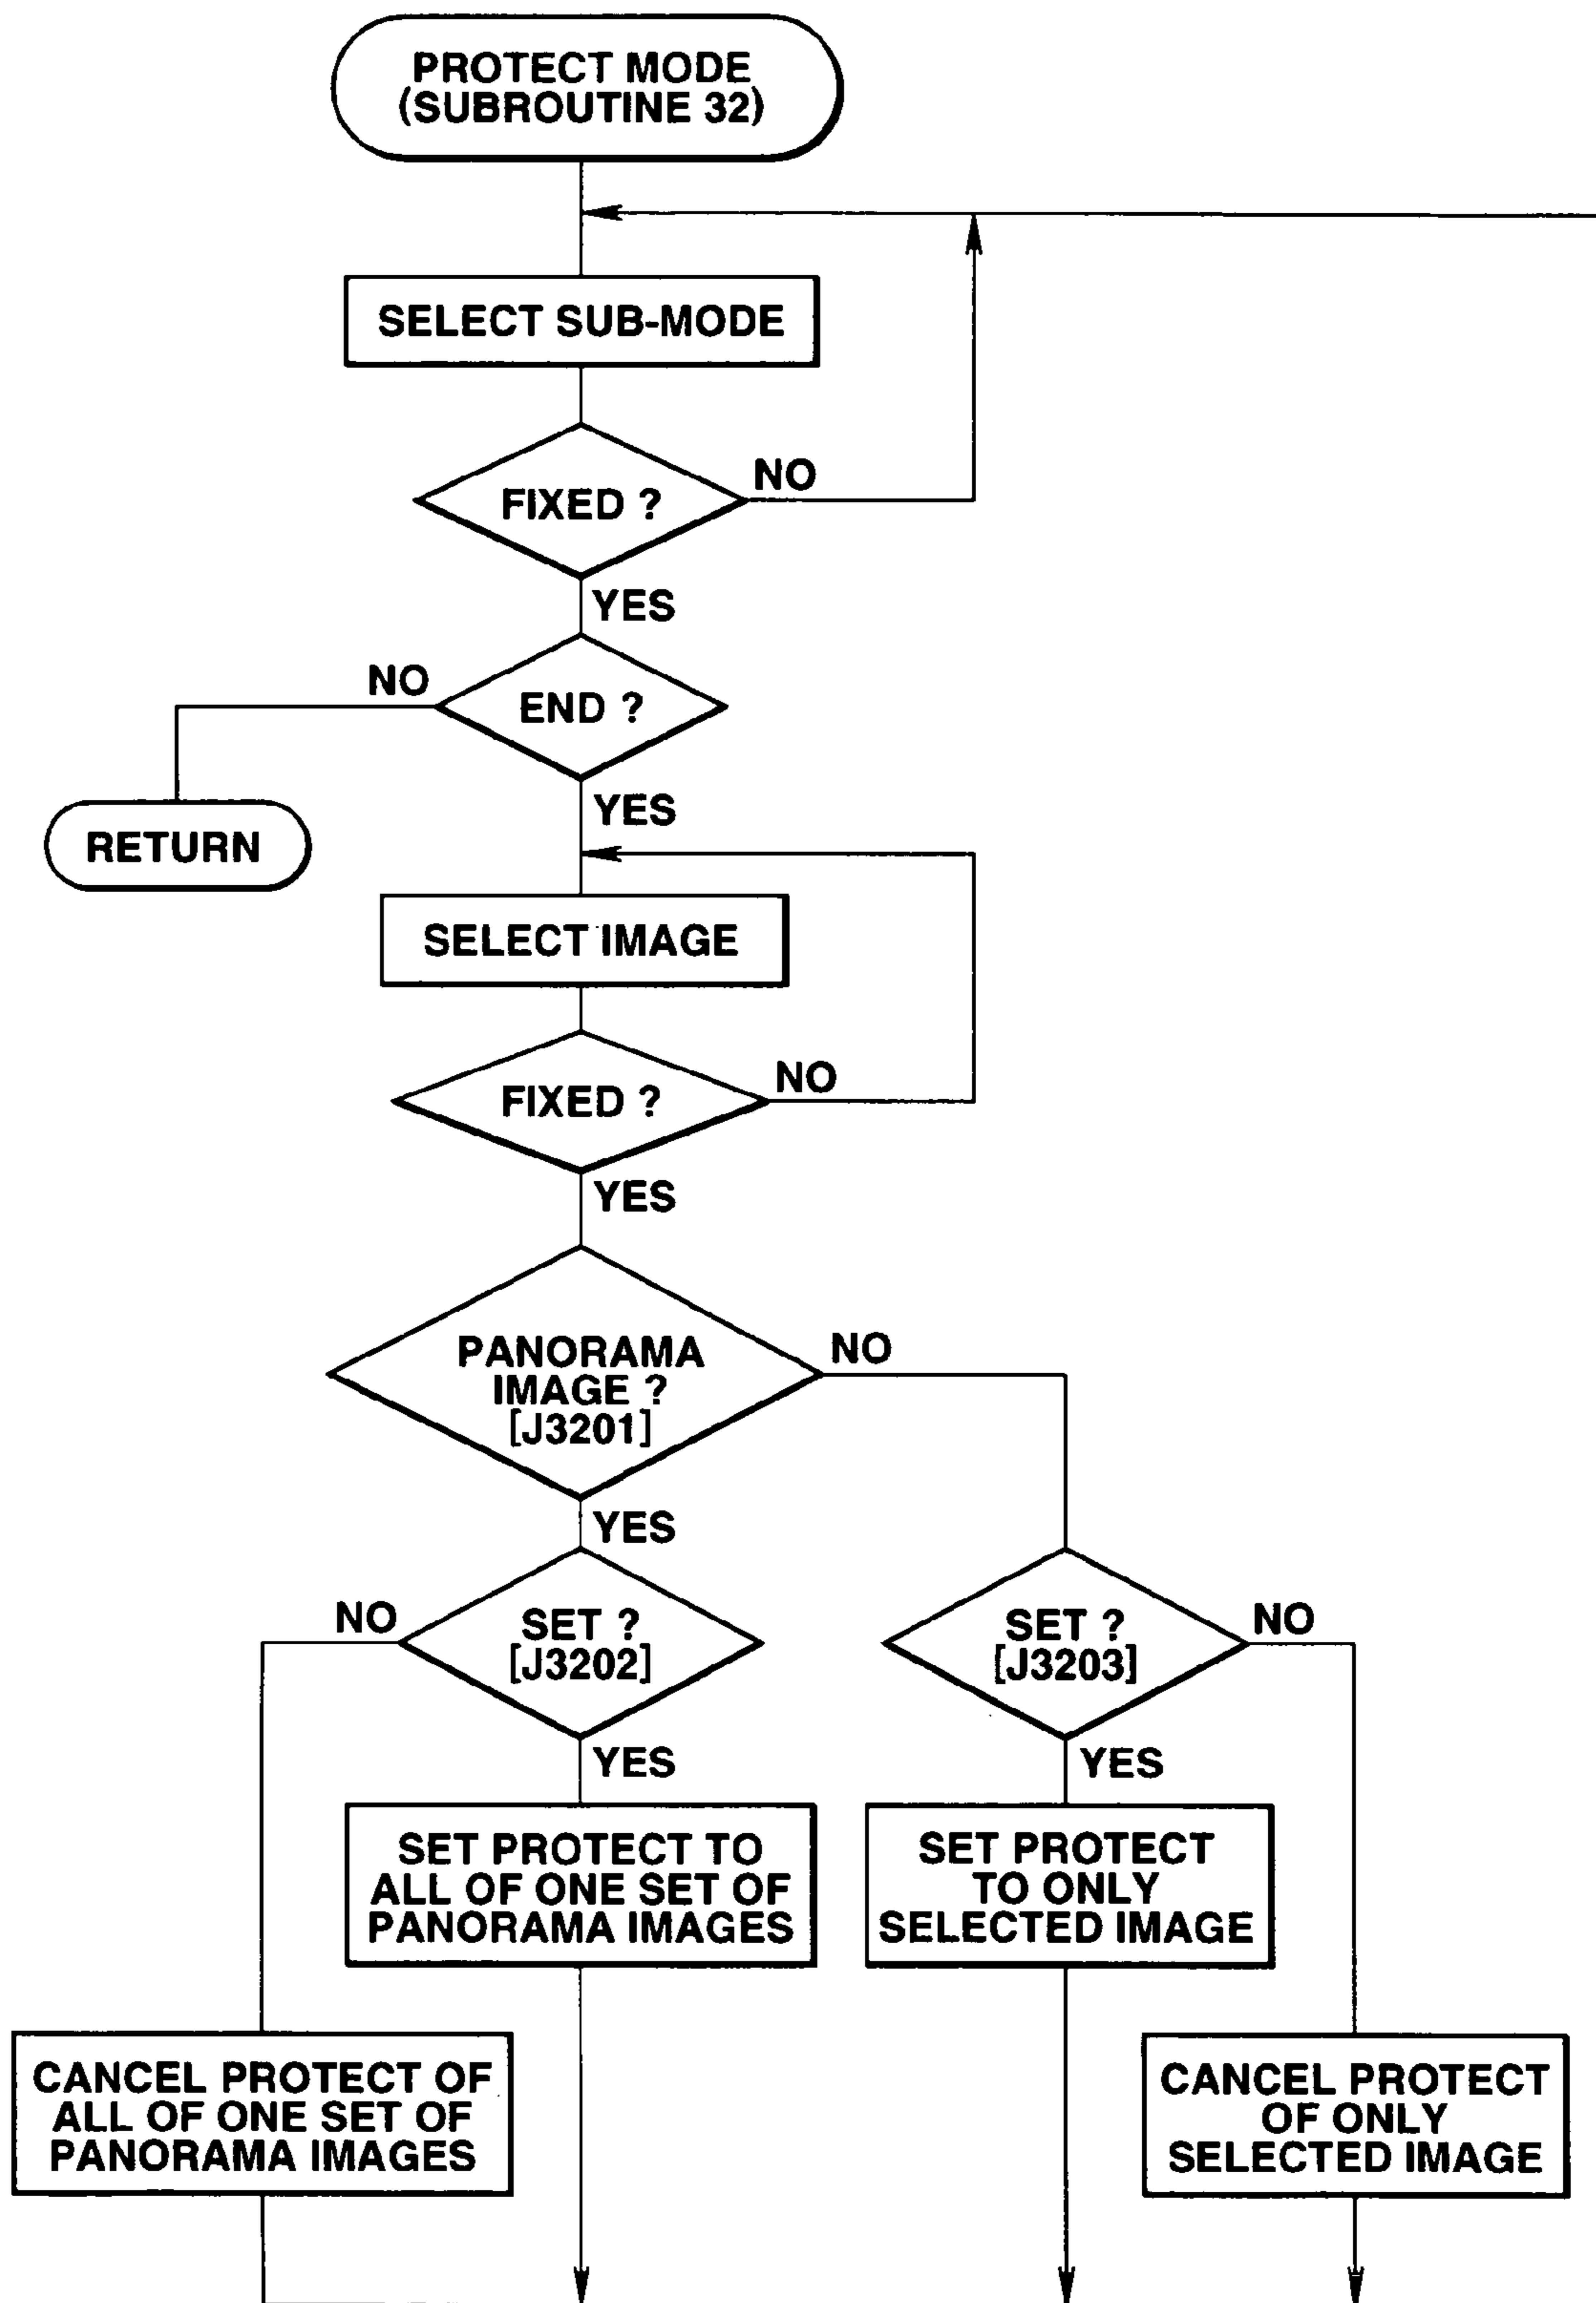 PROTECT MODE
(SUBROUTINE 32)
SELECT SUB-MODE
FIXED ?
NO
YES
END ?
NO
YES
RETURN
SELECT IMAGE
FIXED ?
NO
YES
PANORAMA
IMAGE ?
[J3201]
NO
YES
SET ?
[J3202]
NO
YES
SET ?
[J3203]
NO
YES
SET PROTECT TO
ALL OF ONE SET OF
PANORAMA IMAGES
SET PROTECT
TO ONLY
SELECTED IMAGE
CANCEL PROTECT OF
ALL OF ONE SET OF
PANORAMA IMAGES
CANCEL PROTECT
OF ONLY
SELECTED IMAGE